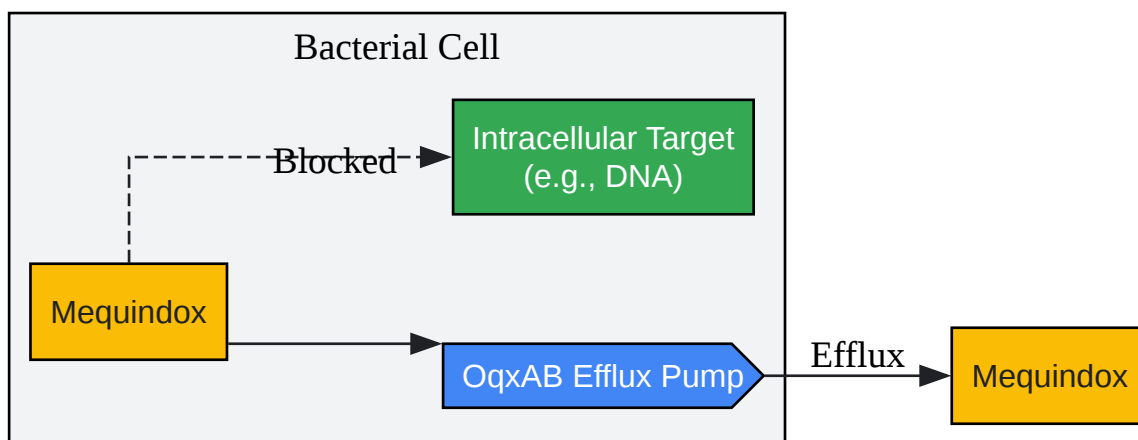 Bacterial Cell
Intracellular Target
(e.g., DNA)
Blocked
Mequindox
OqxAB Efflux Pump
Efflux
Mequindox